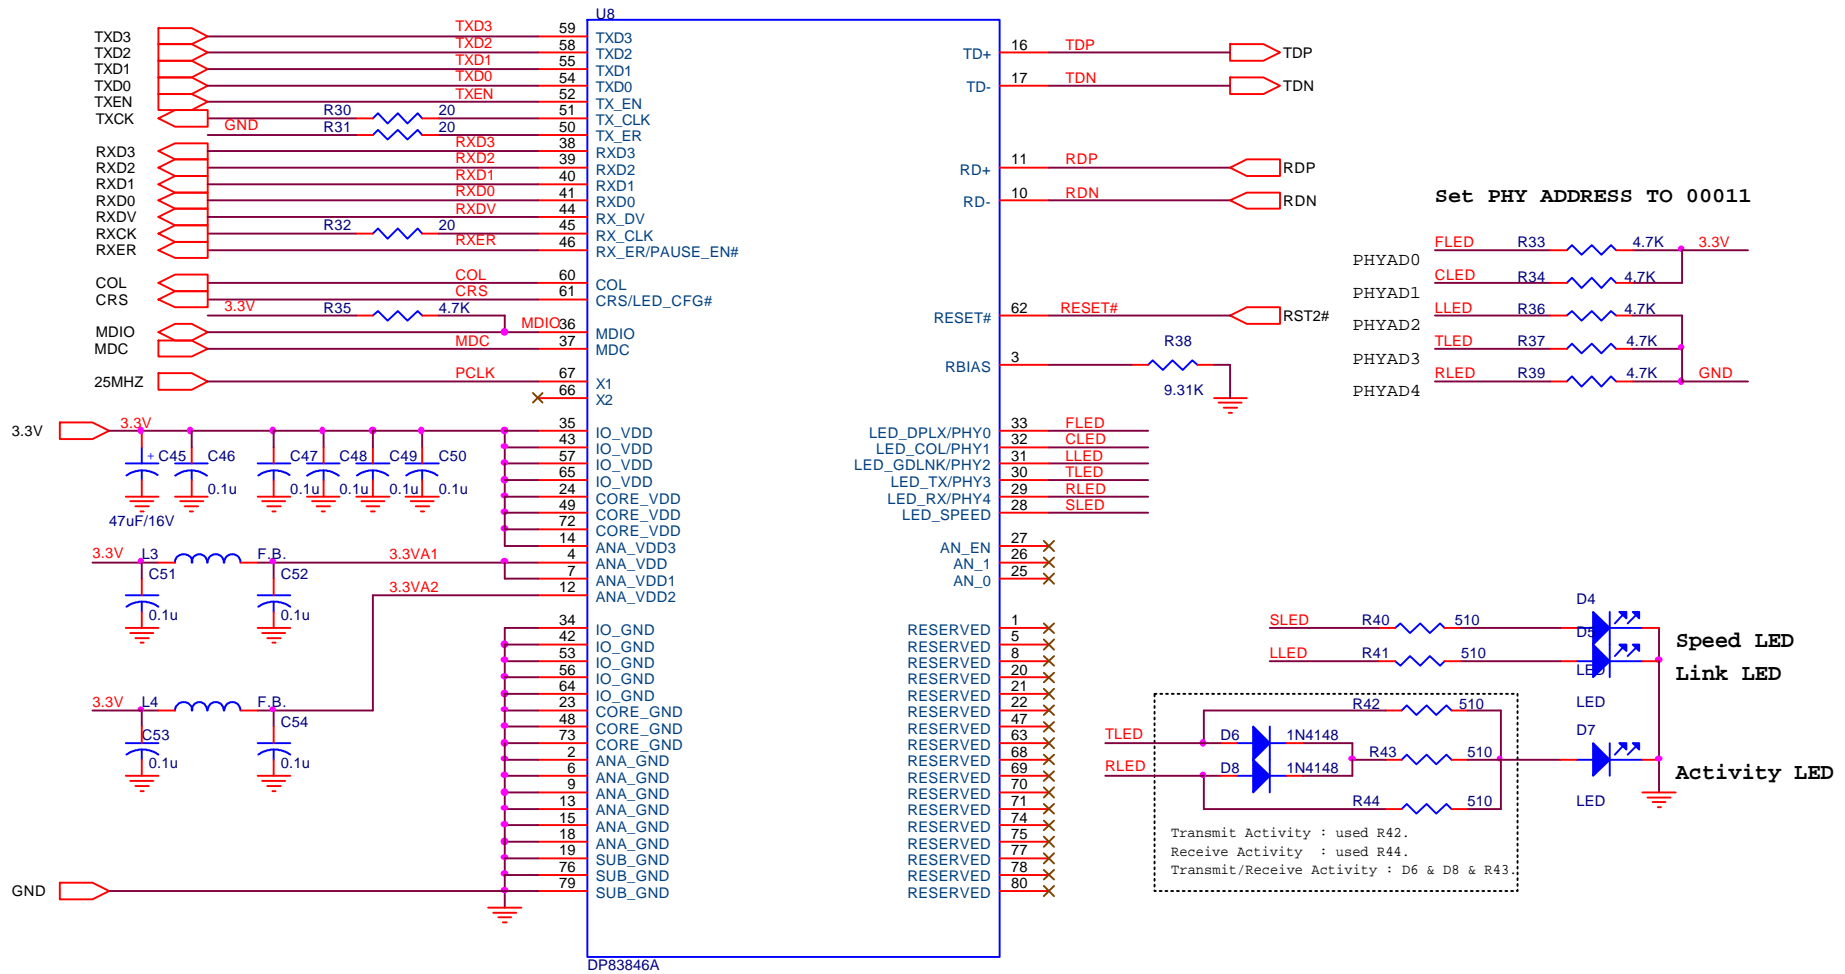 U8
TXD3 TXD3 59 TXD3
TXD2 TXD2 58 TXD2
TXD1 TXD1 55 TXD1
TXD0 TXD0 54 TXD0
TXEN TXEN 52 TX_EN
TXCK R30 20 51 TX_CLK
GND R31 20 50 TX_ER
RXD3 RXD3 38 RXD3
RXD2 RXD2 39 RXD2
RXD1 RXD1 40 RXD1
RXD0 RXD0 41 RXD0
RXDV RXDV 44 RX_DV
RXCK R32 20 45 RX_CLK
RXER RXER 46 RX_ER/PAUSE_EN#
COL COL 60 COL
CRS CRS 61 CRS/LED_CFG#
3.3V R35 4.7K
MDIO MDIO 36 MDIO
MDC MDC 37 MDC
25MHZ PCLK 67 X1
66 X2
3.3V 3.3V 35 IO_VDD
43 IO_VDD
57 IO_VDD
65 IO_VDD
24 CORE_VDD
49 CORE_VDD
72 CORE_VDD
14 ANA_VDD3
4 ANA_VDD
7 ANA_VDD1
12 ANA_VDD2
+ C45 C46 C47 C48 C49 C50
0.1u 0.1u 0.1u 0.1u 0.1u
47uF/16V
3.3V L3 F.B. 3.3VA1
C51 C52
3.3VA2
0.1u 0.1u
3.3V L4 F.B.
C53 C54
0.1u 0.1u
34 IO_GND
42 IO_GND
53 IO_GND
56 IO_GND
64 IO_GND
23 CORE_GND
48 CORE_GND
73 CORE_GND
2 ANA_GND
6 ANA_GND
9 ANA_GND
13 ANA_GND
15 ANA_GND
18 ANA_GND
19 SUB_GND
76 SUB_GND
79 SUB_GND
GND
DP83846A
TD+ 16 TDP TDP
TD- 17 TDN TDN
RD+ 11 RDP RDP
RD- 10 RDN RDN
RESET# 62 RESET# RST2#
RBIAS 3 R38
9.31K
LED_DPLX/PHY0 33 FLED
LED_COL/PHY1 32 CLED
LED_GDLNK/PHY2 31 LLED
LED_TX/PHY3 30 TLED
LED_RX/PHY4 29 RLED
LED_SPEED 28 SLED
AN_EN 27
AN_1 26
AN_0 25
RESERVED 1
RESERVED 5
RESERVED 8
RESERVED 20
RESERVED 21
RESERVED 22
RESERVED 47
RESERVED 63
RESERVED 68
RESERVED 69
RESERVED 70
RESERVED 71
RESERVED 74
RESERVED 75
RESERVED 77
RESERVED 78
RESERVED 80
Set PHY ADDRESS TO 00011
PHYAD0 FLED R33 4.7K 3.3V
PHYAD1 CLED R34 4.7K
PHYAD2 LLED R36 4.7K
PHYAD3 TLED R37 4.7K
PHYAD4 RLED R39 4.7K GND
D4
SLED R40 510
D5 Speed LED
LLED R41 510
LED Link LED
LED
R42 510
TLED D6 1N4148 D7
R43 510
RLED D8 1N4148 Activity LED
R44 510 LED
Transmit Activity : used R42.
Receive Activity : used R44.
Transmit/Receive Activity : D6 & D8 & R43.